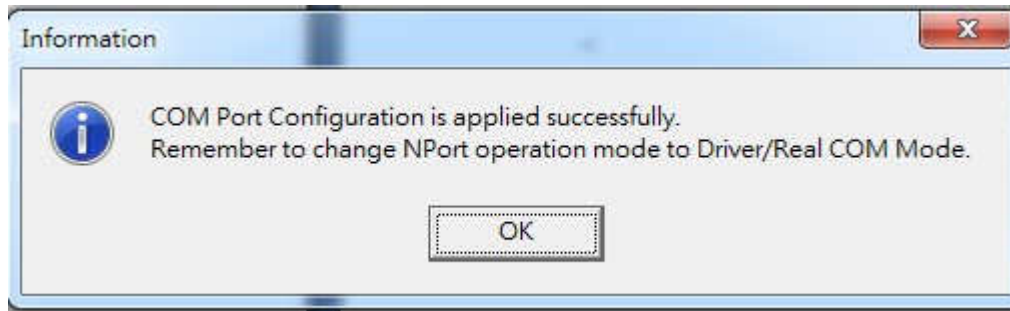 Information
COM Port Configuration is applied successfully.
Remember to change NPort operation mode to Driver/Real COM Mode.
OK